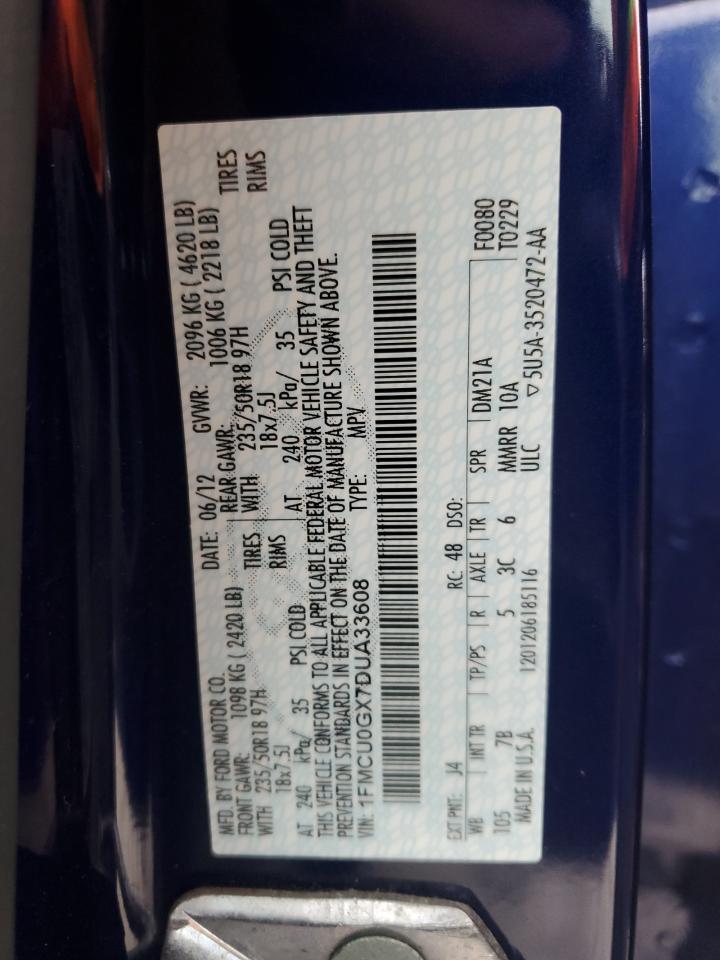 MFD. BY FORD MOTOR CO. DATE: 06/12 GVWR: 2096 KG ( 4620 LB)
FRONT GAWR: 1098 KG ( 2420 LB) REAR GAWR: 1006 KG ( 2218 LB)
WITH 235/50R18 97H TIRES WITH 235/50R18 97H TIRES
18x7.5J RIMS 18x7.5J RIMS
AT 240 kPa/ 35 PSI COLD AT 240 kPa/ 35 PSI COLD
THIS VEHICLE CONFORMS TO ALL APPLICABLE FEDERAL MOTOR VEHICLE SAFETY AND THEFT
PREVENTION STANDARDS IN EFFECT ON THE DATE OF MANUFACTURE SHOWN ABOVE.
VIN: 1FMCU0GX7DUA33608 TYPE: MPV
EXT PNT: J4 RC: 48 DSO:
WB INT TR TP/PS R AXLE TR SPR DM21A F0080
105 7B 5 3C 6 MMRR 10A T0229
MADE IN U.S.A. 1201206185116 ULC ▽5U5A-3520472-AA